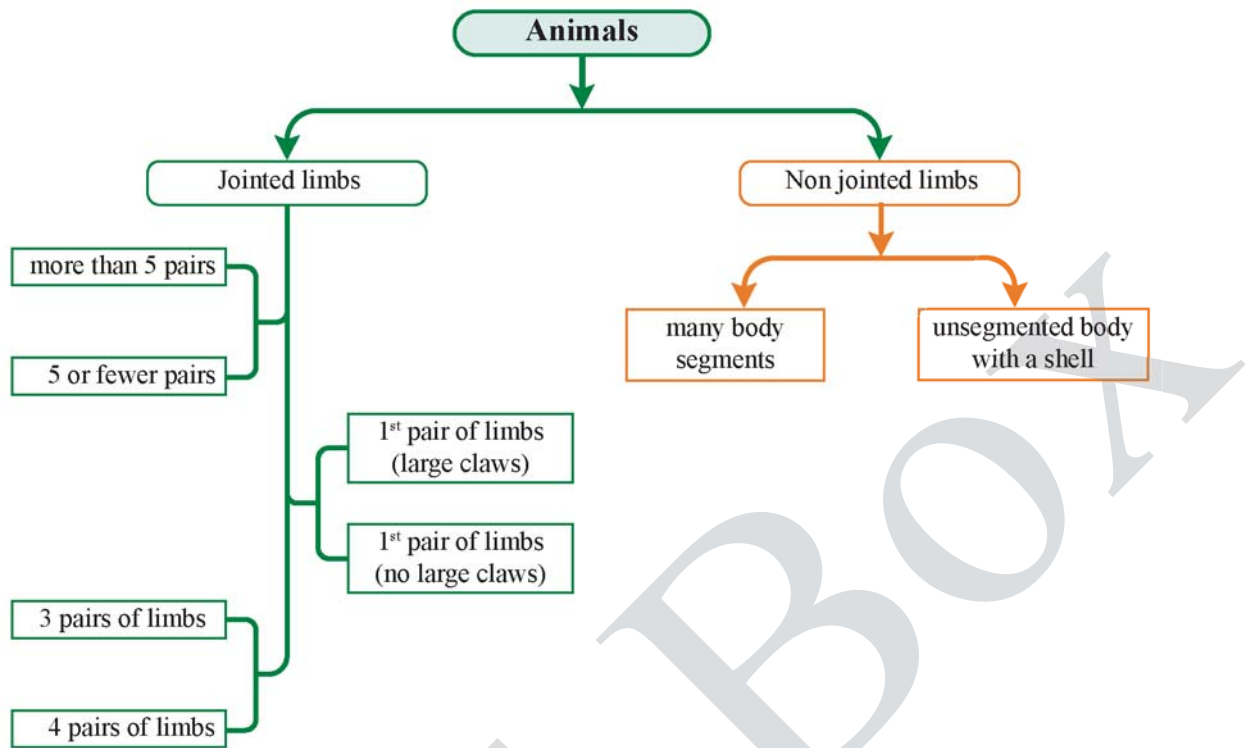 Animals
Jointed limbs
Non jointed limbs
more than 5 pairs
5 or fewer pairs
many body
segments
unsegmented body
with a shell
1st pair of limbs
(large claws)
1st pair of limbs
(no large claws)
3 pairs of limbs
4 pairs of limbs
Box